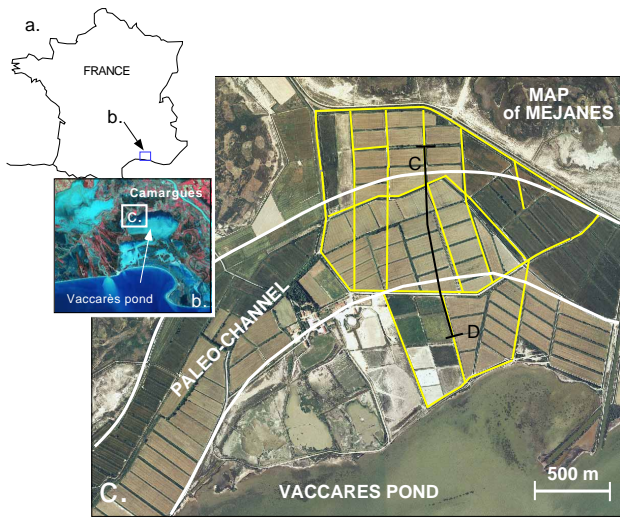 a.
FRANCE
b.
MAP
of MEJANES
C
Camargues
C.
Vaccarès pond
b.
D
PALEO-CHANNEL
C.
VACCARES POND
500 m